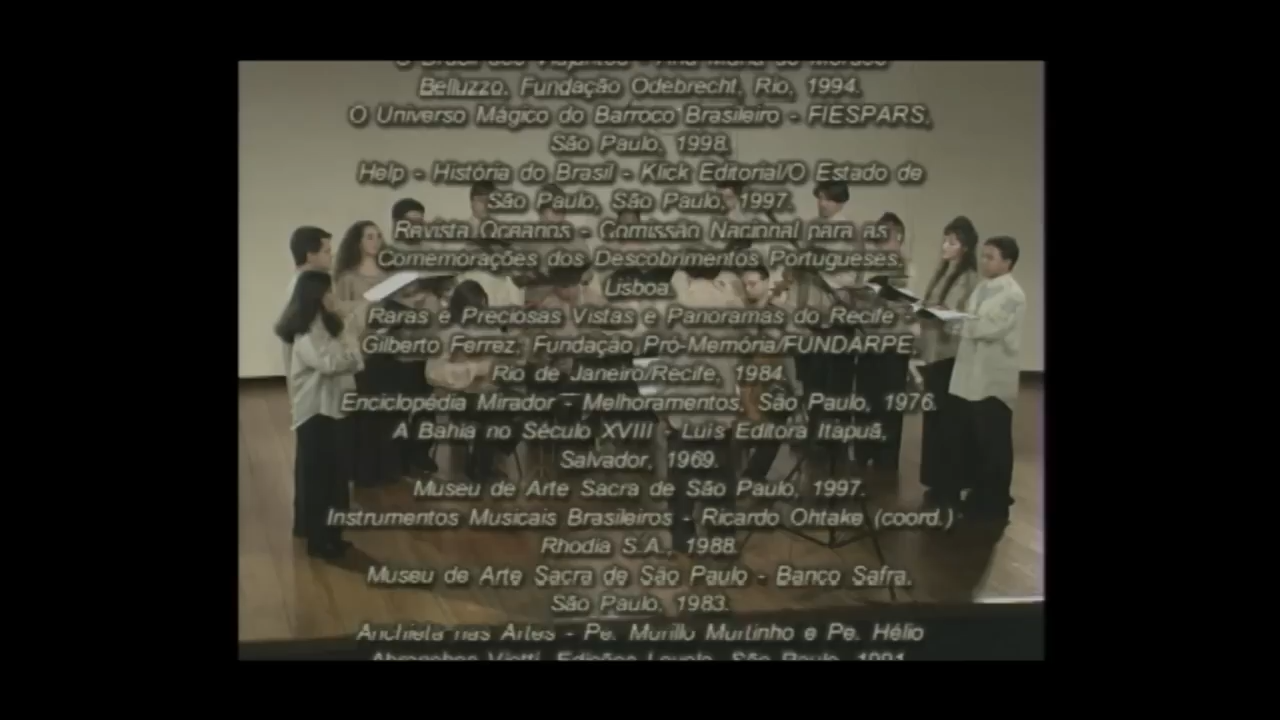 Belluzzo. Fundação Odebrecht, Rio, 1994.
O Universo Mágico do Barroco Brasileiro - FIESPARS,
São Paulo, 1998.
Help - História do Brasil - Klick Editorial/O Estado de
São Paulo, São Paulo, 1997.
Revista Oceanos - Comissão Nacional para as
Comemorações dos Descobrimentos Portugueses,
Lisboa.
Raras e Preciosas Vistas e Panoramas do Recife -
Gilberto Ferrez, Fundação Pró-Memória/FUNDARPE,
Rio de Janeiro/Recife, 1984.
Enciclopédia Mirador - Melhoramentos, São Paulo, 1976.
A Bahia no Século XVIII - Luís Editora Itapuã,
Salvador, 1969.
Museu de Arte Sacra de São Paulo, 1997.
Instrumentos Musicais Brasileiros - Ricardo Ohtake (coord.)
Rhodia S.A., 1988.
Museu de Arte Sacra de São Paulo - Banco Safra.
São Paulo, 1983.
Anchieta nas Artes - Pe. Murillo Murtinho e Pe. Hélio